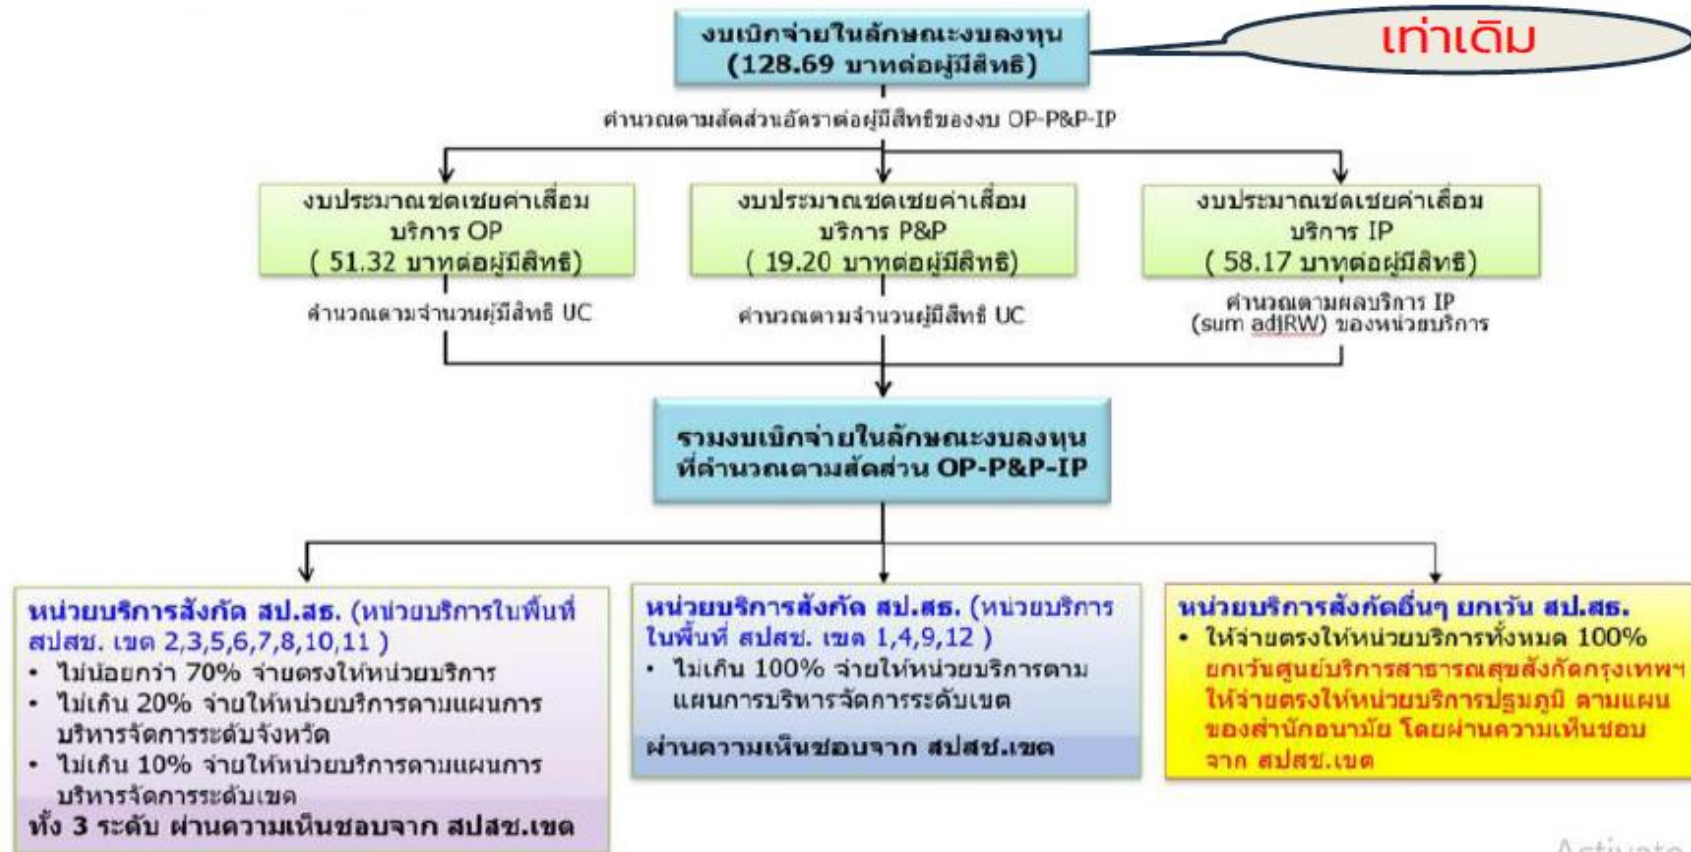 งบเบิกจ่ายในลักษณะงบลงทุน
(128.69 บาทต่อผู้มีสิทธิ)
เท่าเดิม
คำนวณตามสัดส่วนอัตราต่อผู้มีสิทธิของงบ OP-P&P-IP
งบประมาณชดเชยค่าเสื่อม
บริการ OP
( 51.32 บาทต่อผู้มีสิทธิ)
งบประมาณชดเชยค่าเสื่อม
บริการ P&P
( 19.20 บาทต่อผู้มีสิทธิ)
งบประมาณชดเชยค่าเสื่อม
บริการ IP
( 58.17 บาทต่อผู้มีสิทธิ)
คำนวณตามจำนวนผู้มีสิทธิ UC
คำนวณตามจำนวนผู้มีสิทธิ UC
คำนวณตามผลบริการ IP
(sum adjRW) ของหน่วยบริการ
รวมงบเบิกจ่ายในลักษณะงบลงทุน
ที่คำนวณตามสัดส่วน OP-P&P-IP
หน่วยบริการสังกัด สป.สธ. (หน่วยบริการในพื้นที่
สปสช. เขต 2,3,5,6,7,8,10,11 )
• ไม่น้อยกว่า 70% จ่ายตรงให้หน่วยบริการ
• ไม่เกิน 20% จ่ายให้หน่วยบริการตามแผนการ
บริหารจัดการระดับจังหวัด
• ไม่เกิน 10% จ่ายให้หน่วยบริการตามแผนการ
บริหารจัดการระดับเขต
ทั้ง 3 ระดับ ผ่านความเห็นชอบจาก สปสช.เขต
หน่วยบริการสังกัด สป.สธ. (หน่วยบริการ
ในพื้นที่ สปสช. เขต 1,4,9,12 )
• ไม่เกิน 100% จ่ายให้หน่วยบริการตาม
แผนการบริหารจัดการระดับเขต
ผ่านความเห็นชอบจาก สปสช.เขต
หน่วยบริการสังกัดอื่นๆ ยกเว้น สป.สธ.
• ให้จ่ายตรงให้หน่วยบริการทั้งหมด 100%
ยกเว้นศูนย์บริการสาธารณสุขสังกัดกรุงเทพฯ
ให้จ่ายตรงให้หน่วยบริการปฐมภูมิ ตามแผน
ของสำนักอนามัย โดยผ่านความเห็นชอบ
จาก สปสช.เขต